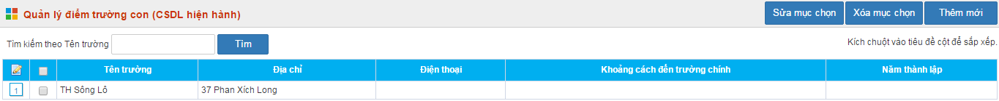 Quản lý điểm trường con (CSDL hiện hành)
Sửa mục chọn Xóa mục chọn Thêm mới
Tìm kiếm theo Tên trường Tìm
Kích chuột vào tiêu đề cột để sắp xếp.
Tên trường Địa chỉ Điện thoại Khoảng cách đến trường chính Năm thành lập
1 TH Sông Lô 37 Phan Xích Long